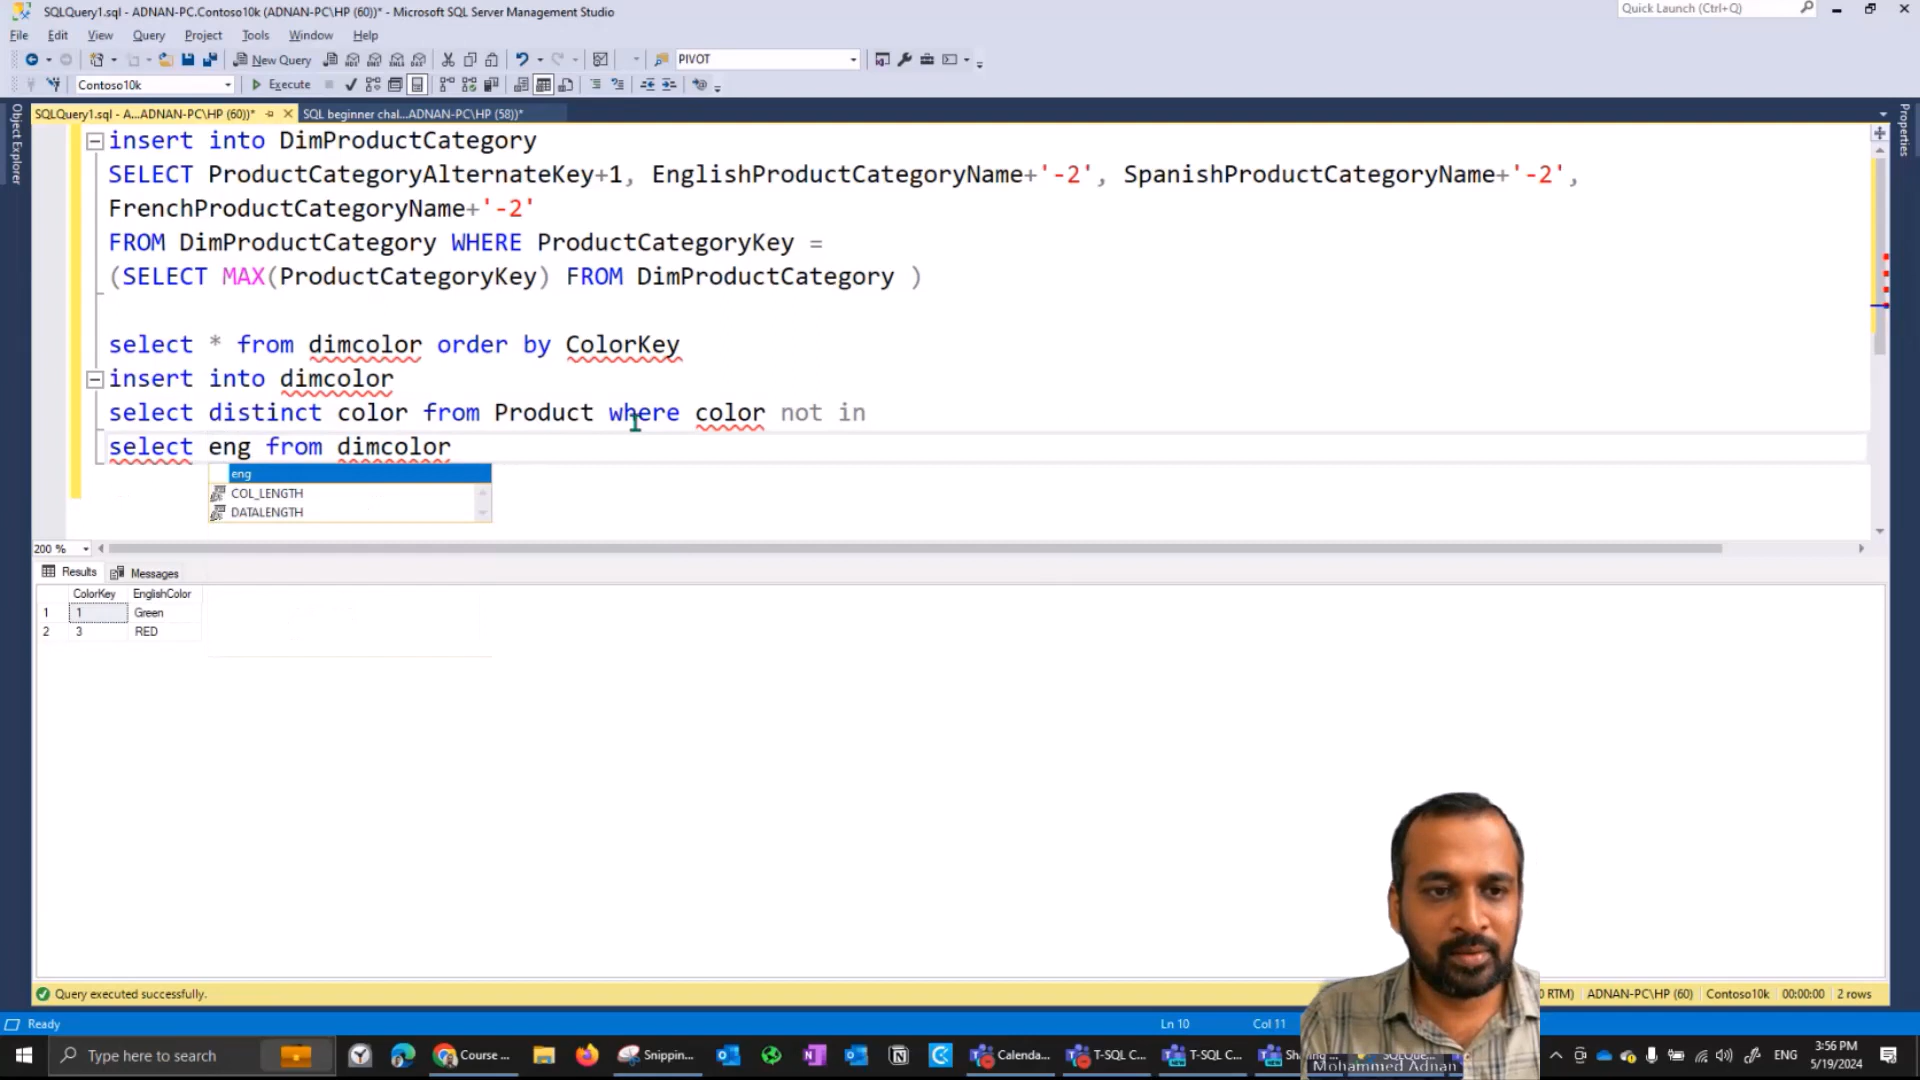 SQLQuery1.sql - ADNAN-PC.Contoso10k (ADNAN-PC\HP (60))* - Microsoft SQL Server Management Studio
Quick Launch (Ctrl+Q)
File Edit View Query Project Tools Window Help
New Query
PIVOT
Contoso10k
Execute
SQLQuery1.sql - A...ADNAN-PC\HP (60))*
SQL beginner chal...ADNAN-PC\HP (58))*
Object Explorer
Properties
insert into DimProductCategory
SELECT ProductCategoryAlternateKey+1, EnglishProductCategoryName+'-2', SpanishProductCategoryName+'-2',
FrenchProductCategoryName+'-2'
FROM DimProductCategory WHERE ProductCategoryKey =
(SELECT MAX(ProductCategoryKey) FROM DimProductCategory )
select * from dimcolor order by ColorKey
insert into dimcolor
select distinct color from Product where color not in
select eng from dimcolor
eng
COL_LENGTH
DATALENGTH
200 %
Results Messages
ColorKey EnglishColor
1 1 Green
2 3 RED
Query executed successfully.
0 RTM) ADNAN-PC\HP (60) Contoso10k 00:00:00 2 rows
Ready
Ln 10 Col 11
Type here to search
Course ...
Snippin...
Calenda...
T-SQL C...
T-SQL C...
ENG
3:56 PM
5/19/2024
Mohammed Adnan